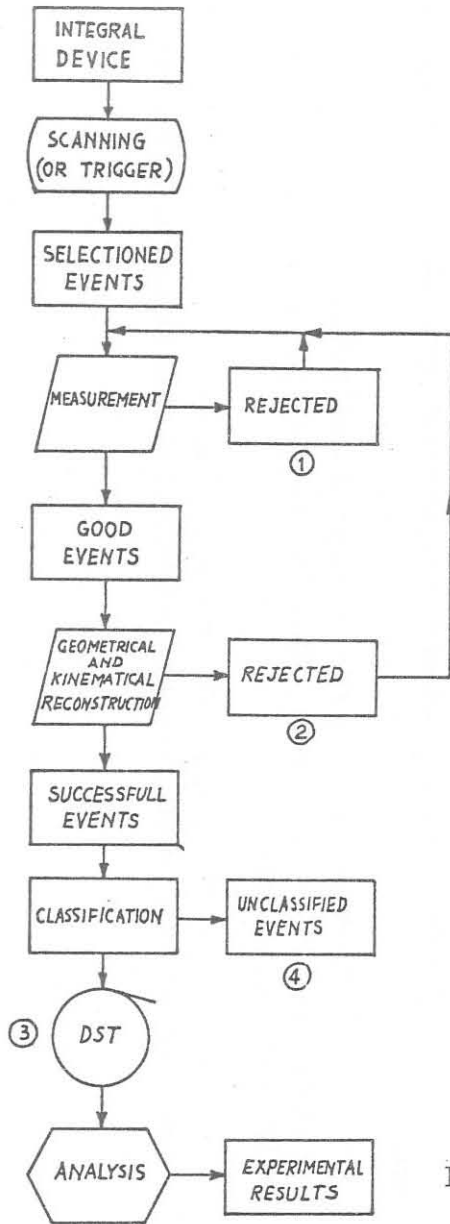 INTEGRAL
DEVICE
SCANNING
(OR TRIGGER)
SELECTIONED
EVENTS
MEASUREMENT
REJECTED
①
GOOD
EVENTS
GEOMETRICAL
AND
KINEMATICAL
RECONSTRUCTION
REJECTED
②
SUCCESSFULL
EVENTS
CLASSIFICATION
UNCLASSIFIED
EVENTS
④
③
DST
ANALYSIS
EXPERIMENTAL
RESULTS